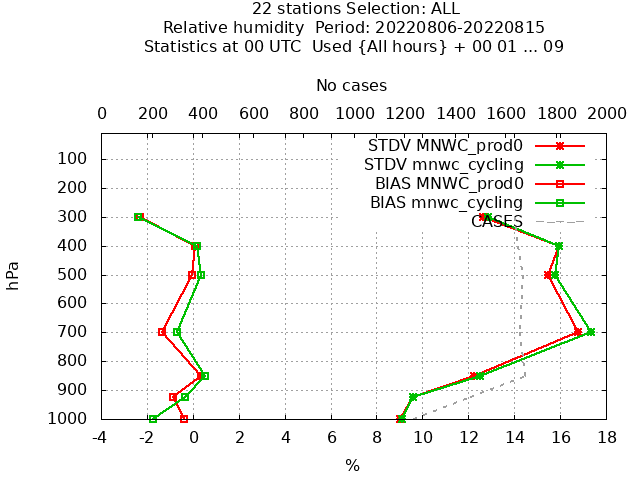 22 stations Selection: ALL
Relative humidity  Period: 20220806-20220815
Statistics at 00 UTC  Used {All hours} + 00 01 ... 09
No cases
0 200 400 600 800 1000 1200 1400 1600 1800 2000
STDV MNWC_prod0
STDV mnwc_cycling
BIAS MNWC_prod0
BIAS mnwc_cycling
CASES
100
200
300
400
500
600
700
800
900
1000
hPa
-4 -2 0 2 4 6 8 10 12 14 16 18
%